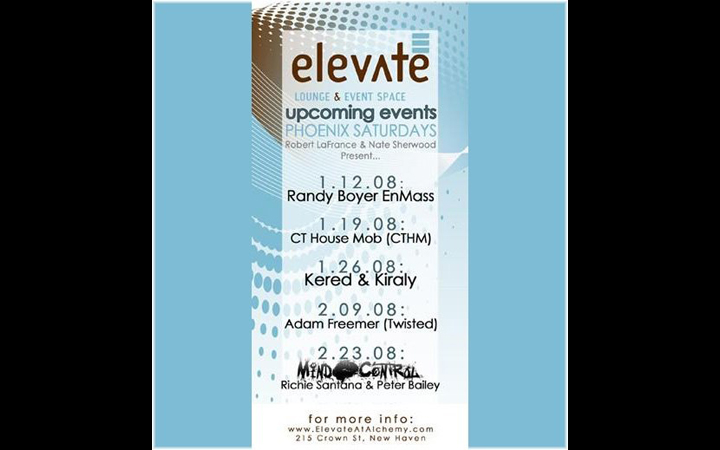 elevate
LOUNGE & EVENT SPACE
upcoming events
PHOENIX SATURDAYS
Robert LaFrance & Nate Sherwood
Present...
1.12.08:
Randy Boyer EnMass
1.19.08:
CT House Mob (CTHM)
1.26.08:
Kered & Kiraly
2.09.08:
Adam Freemer (Twisted)
2.23.08:
MIND CONTROL
Richie Santana & Peter Bailey
for more info:
www.ElevateAtAlchemy.com
215 Crown St, New Haven